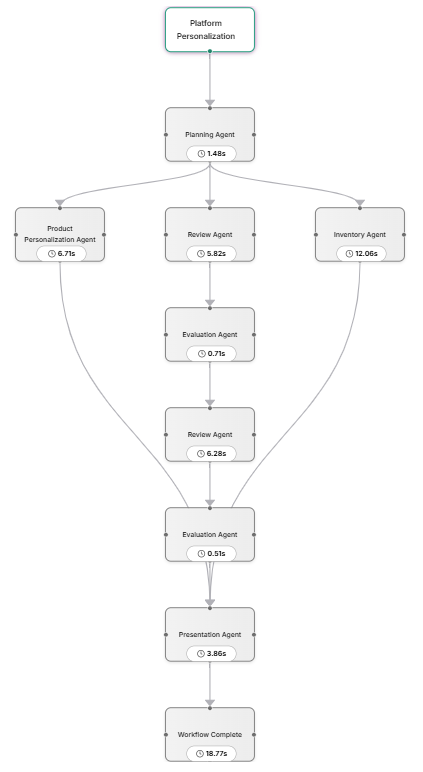 Platform
Personalization
Planning Agent
1.48s
Product
Personalization Agent
6.71s
Review Agent
5.82s
Inventory Agent
12.06s
Evaluation Agent
0.71s
Review Agent
6.28s
Evaluation Agent
0.51s
Presentation Agent
3.86s
Workflow Complete
18.77s